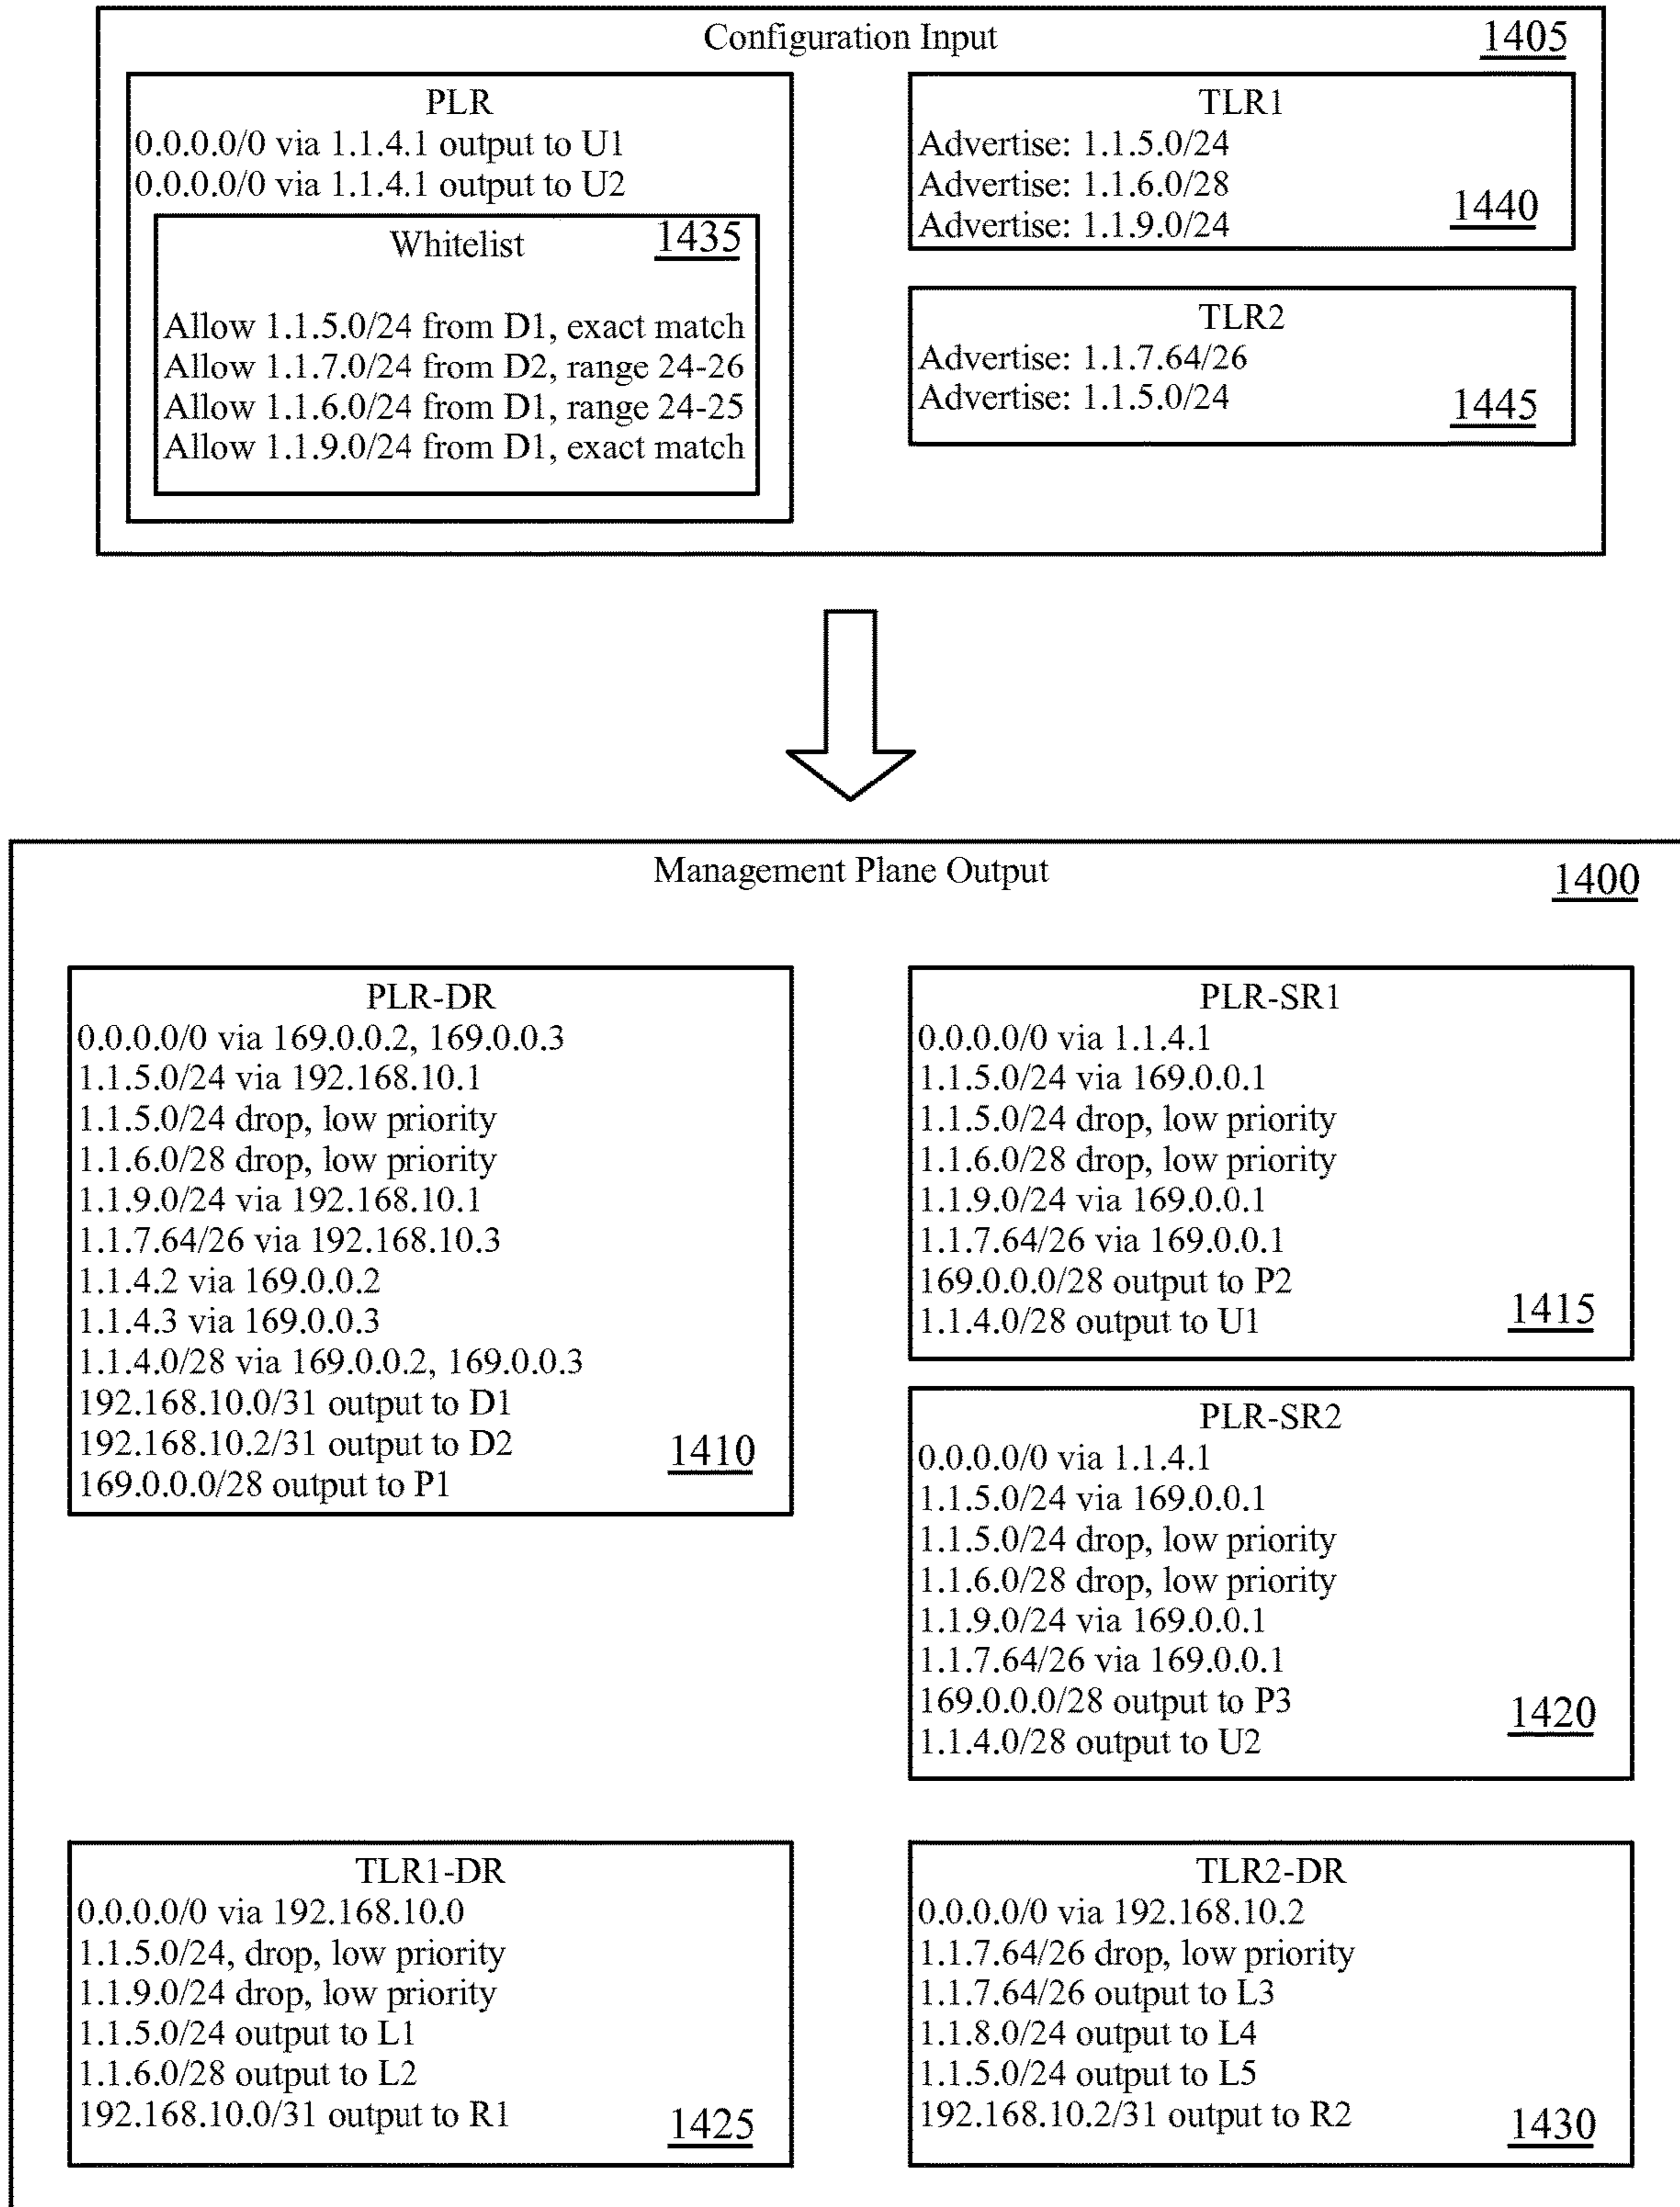 Configuration Input
1405
PLR
0.0.0.0/0 via 1.1.4.1 output to U1
0.0.0.0/0 via 1.1.4.1 output to U2
Whitelist
1435
Allow 1.1.5.0/24 from D1, exact match
Allow 1.1.7.0/24 from D2, range 24-26
Allow 1.1.6.0/24 from D1, range 24-25
Allow 1.1.9.0/24 from D1, exact match
TLR1
Advertise: 1.1.5.0/24
Advertise: 1.1.6.0/28
Advertise: 1.1.9.0/24
1440
TLR2
Advertise: 1.1.7.64/26
Advertise: 1.1.5.0/24
1445
Management Plane Output
1400
PLR-DR
0.0.0.0/0 via 169.0.0.2, 169.0.0.3
1.1.5.0/24 via 192.168.10.1
1.1.5.0/24 drop, low priority
1.1.6.0/28 drop, low priority
1.1.9.0/24 via 192.168.10.1
1.1.7.64/26 via 192.168.10.3
1.1.4.2 via 169.0.0.2
1.1.4.3 via 169.0.0.3
1.1.4.0/28 via 169.0.0.2, 169.0.0.3
192.168.10.0/31 output to D1
192.168.10.2/31 output to D2
169.0.0.0/28 output to P1
1410
PLR-SR1
0.0.0.0/0 via 1.1.4.1
1.1.5.0/24 via 169.0.0.1
1.1.5.0/24 drop, low priority
1.1.6.0/28 drop, low priority
1.1.9.0/24 via 169.0.0.1
1.1.7.64/26 via 169.0.0.1
169.0.0.0/28 output to P2
1.1.4.0/28 output to U1
1415
PLR-SR2
0.0.0.0/0 via 1.1.4.1
1.1.5.0/24 via 169.0.0.1
1.1.5.0/24 drop, low priority
1.1.6.0/28 drop, low priority
1.1.9.0/24 via 169.0.0.1
1.1.7.64/26 via 169.0.0.1
169.0.0.0/28 output to P3
1.1.4.0/28 output to U2
1420
TLR1-DR
0.0.0.0/0 via 192.168.10.0
1.1.5.0/24, drop, low priority
1.1.9.0/24 drop, low priority
1.1.5.0/24 output to L1
1.1.6.0/28 output to L2
192.168.10.0/31 output to R1
1425
TLR2-DR
0.0.0.0/0 via 192.168.10.2
1.1.7.64/26 drop, low priority
1.1.7.64/26 output to L3
1.1.8.0/24 output to L4
1.1.5.0/24 output to L5
192.168.10.2/31 output to R2
1430